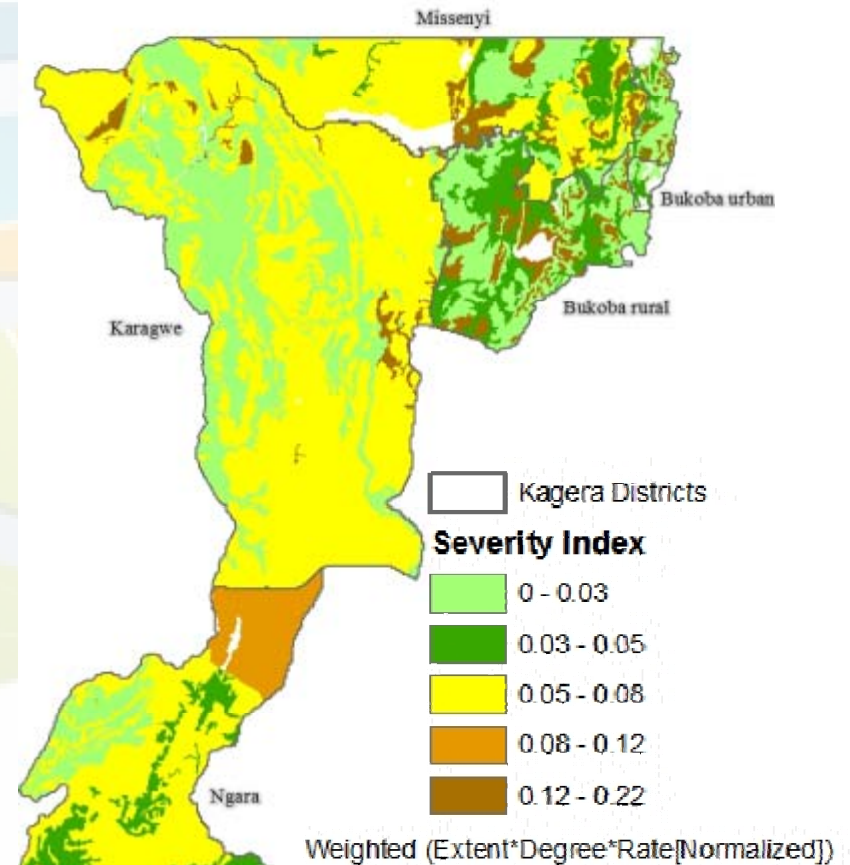 Missenyi
Bukoba urban
Bukoba rural
Karagwe
Kagera Districts
Severity Index
0 - 0.03
0.03 - 0.05
0.05 - 0.08
0.08 - 0.12
0.12 - 0.22
Ngara
Weighted (Extent*Degree*Rate[Normalized])